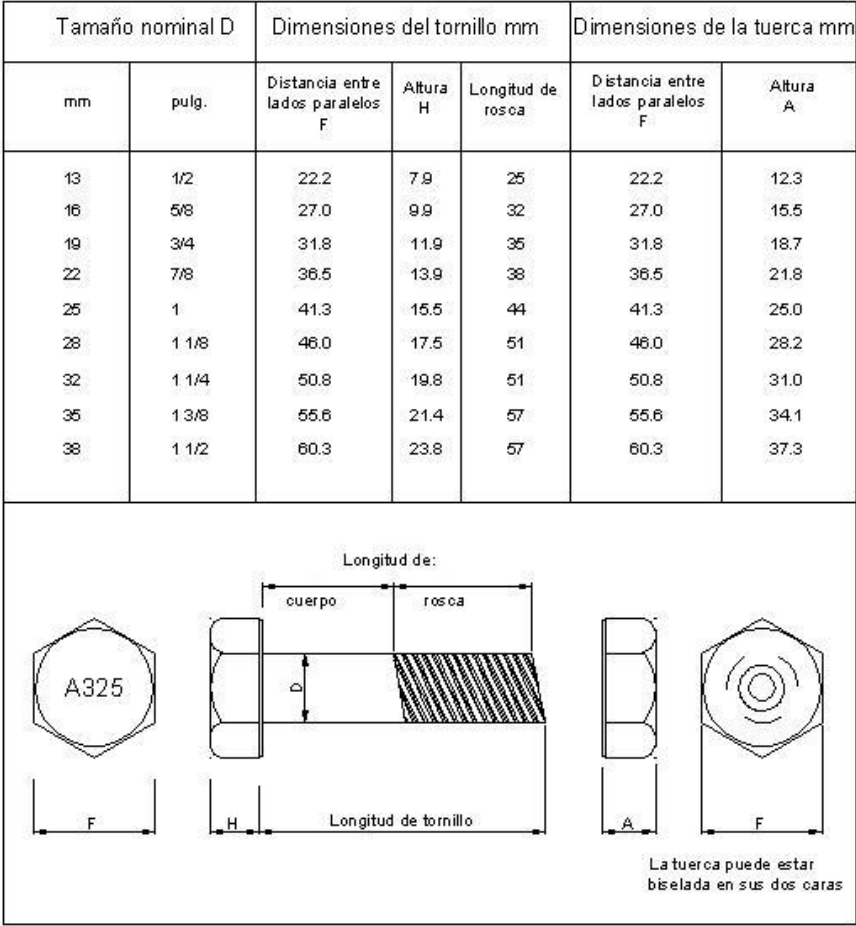 Tamaño nominal D Dimensiones del tornillo mm Dimensiones de la tuerca mm
mm pulg. Distancia entre lados paralelos F Altura H Longitud de rosca Distancia entre lados paralelos F Altura A
13 1/2 22.2 7.9 25 22.2 12.3
16 5/8 27.0 9.9 32 27.0 15.5
19 3/4 31.8 11.9 35 31.8 18.7
22 7/8 36.5 13.9 38 36.5 21.8
25 1 41.3 15.5 44 41.3 25.0
28 1 1/8 46.0 17.5 51 46.0 28.2
32 1 1/4 50.8 19.8 51 50.8 31.0
35 1 3/8 55.6 21.4 57 55.6 34.1
38 1 1/2 60.3 23.8 57 60.3 37.3
Longitud de:
cuerpo rosca
A325 D
F H Longitud de tornillo A F
La tuerca puede estar
biselada en sus dos caras